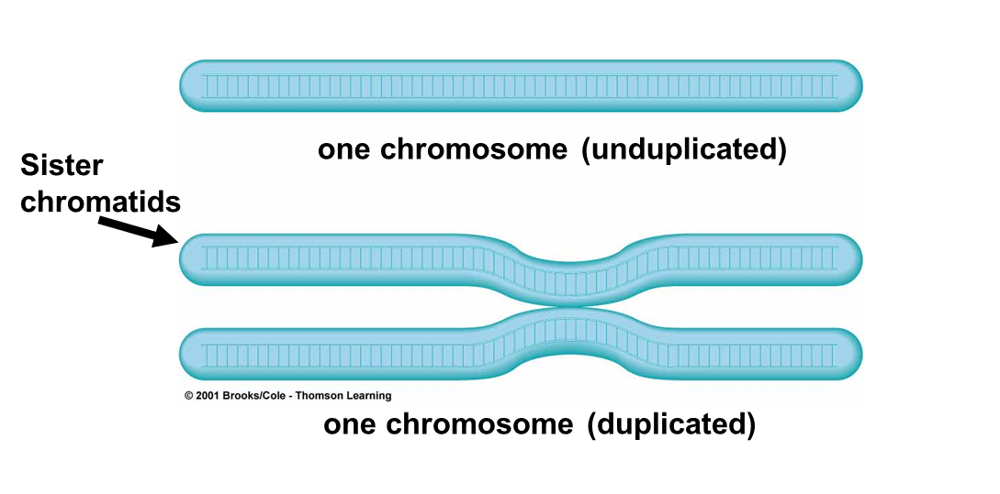 one chromosome (unduplicated)
Sister
chromatids
© 2001 Brooks/Cole - Thomson Learning
one chromosome (duplicated)